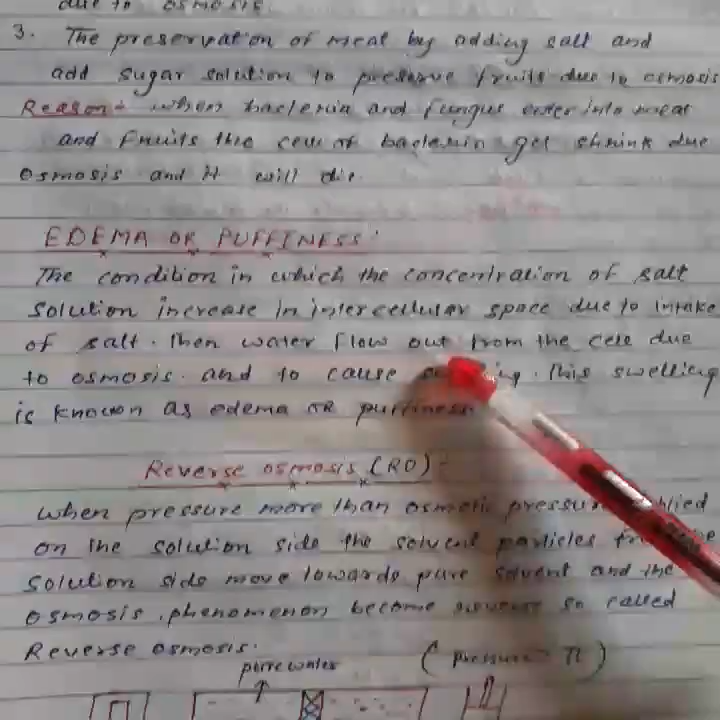 due to osmosis.
3. The preservation of meat by adding salt and
add sugar solution to preserve fruits due to osmosis
Reason:- when bacteria and fungus enter into meat
and fruits the cell of bacteria get shrink due
osmosis and it will die.
EDEMA OR PUFFINESS:
The condition in which the concentration of salt
solution increase in intercellular space due to intake
of salt. Then water flow out from the cell due
to osmosis. and to cause This swelling
is known as edema OR puffiness
Reverse osmosis (RO):-
When pressure more than osmotic pressure
on the solution side the solvent particles
solution side move towards pure solvent and the
osmosis phenomenon become reverse so called
Reverse osmosis.
pure water (pressure > π)